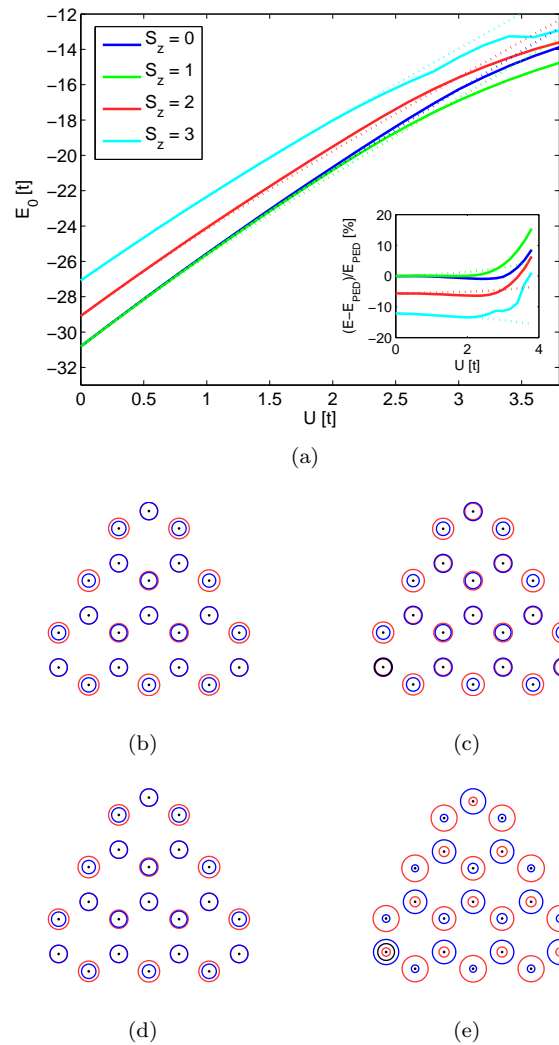 −12
−14
−16
−18
−20
−22
−24
−26
−28
−30
−32
E0 [t]
Sz = 0
Sz = 1
Sz = 2
Sz = 3
0
0.5
1
1.5
2
2.5
3
3.5
U [t]
20
10
0
−10
−20
(E−EPED)/EPED [%]
0
2
4
U [t]
(a)
(b)
(c)
(d)
(e)